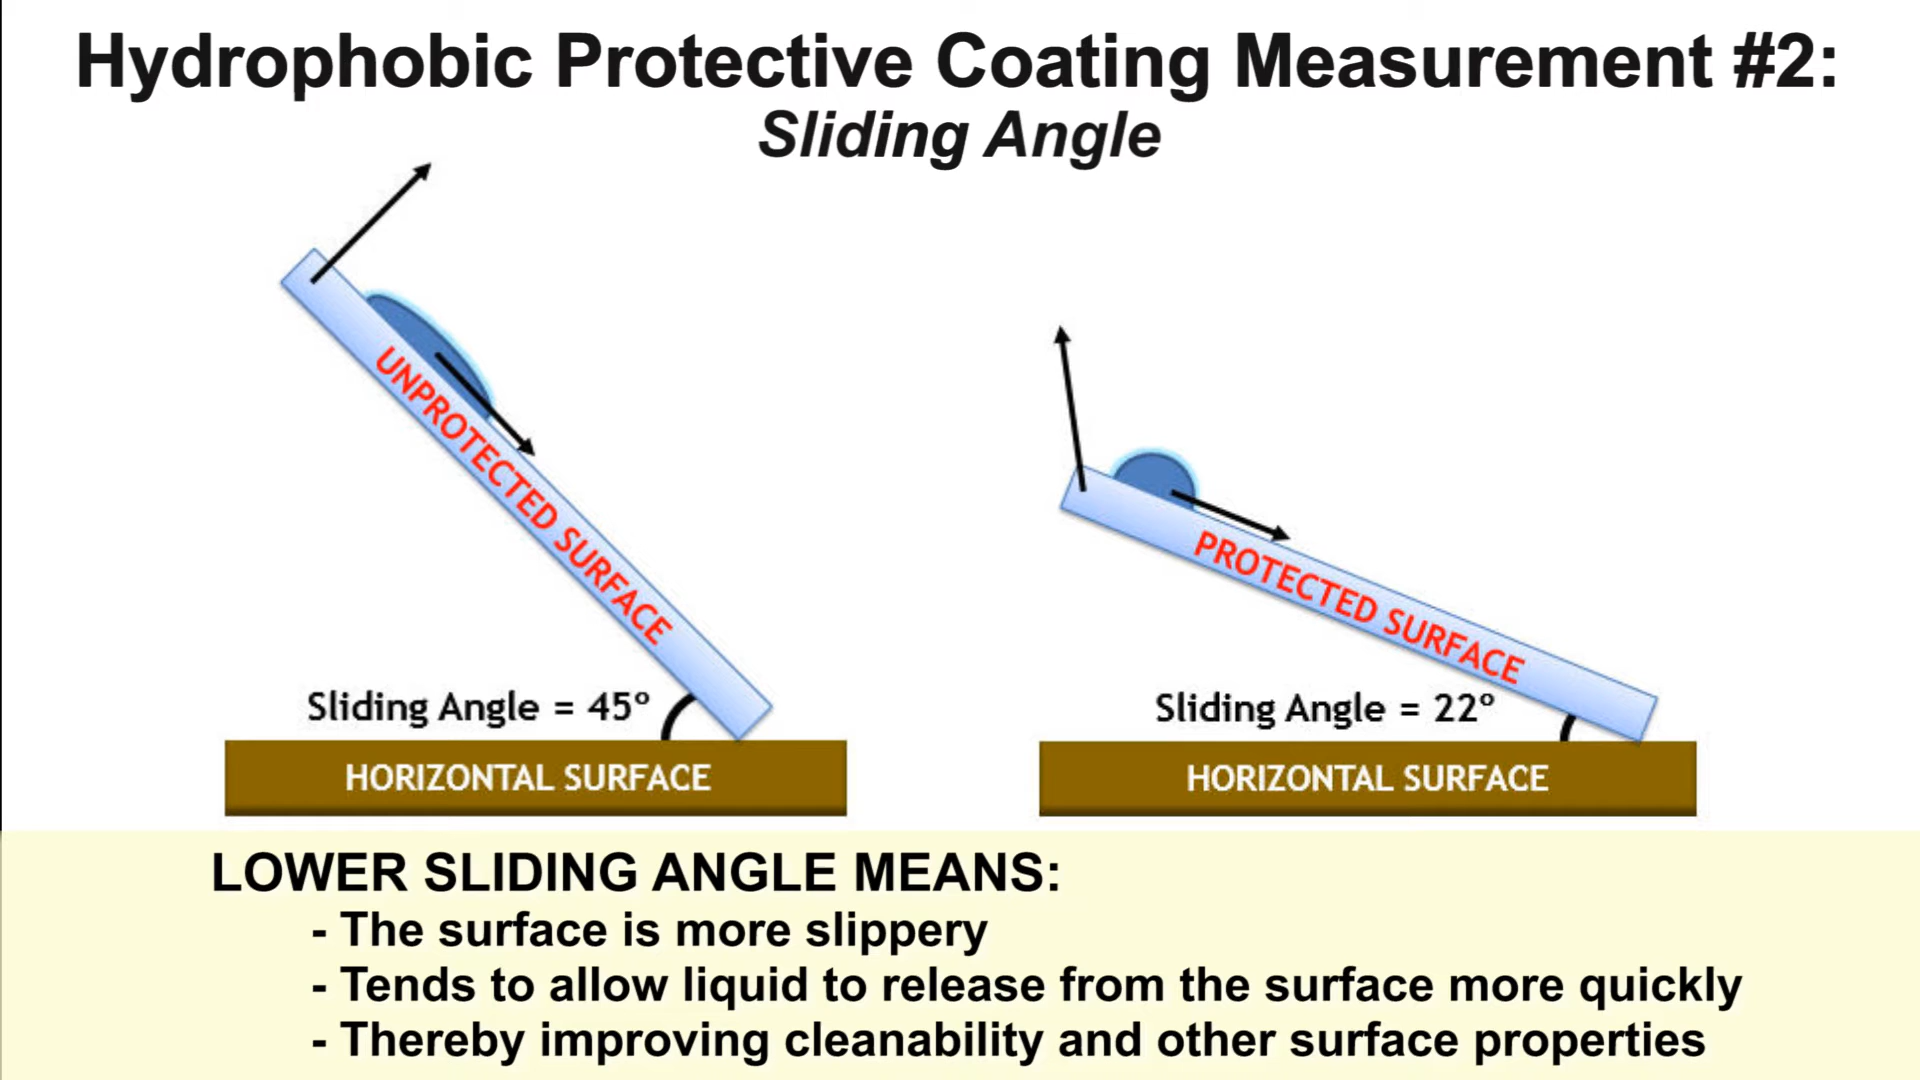 Hydrophobic Protective Coating Measurement #2:
Sliding Angle
UNPROTECTED SURFACE
Sliding Angle = 45º
HORIZONTAL SURFACE
PROTECTED SURFACE
Sliding Angle = 22º
HORIZONTAL SURFACE
LOWER SLIDING ANGLE MEANS:
- The surface is more slippery
- Tends to allow liquid to release from the surface more quickly
- Thereby improving cleanability and other surface properties